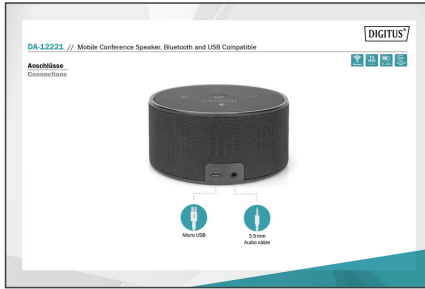 DIGITUS®
DA-12221 // Mobile Conference Speaker, Bluetooth and USB Compatible
Anschlüsse
Connections
Micro USB
3.5 mm
Audio cable